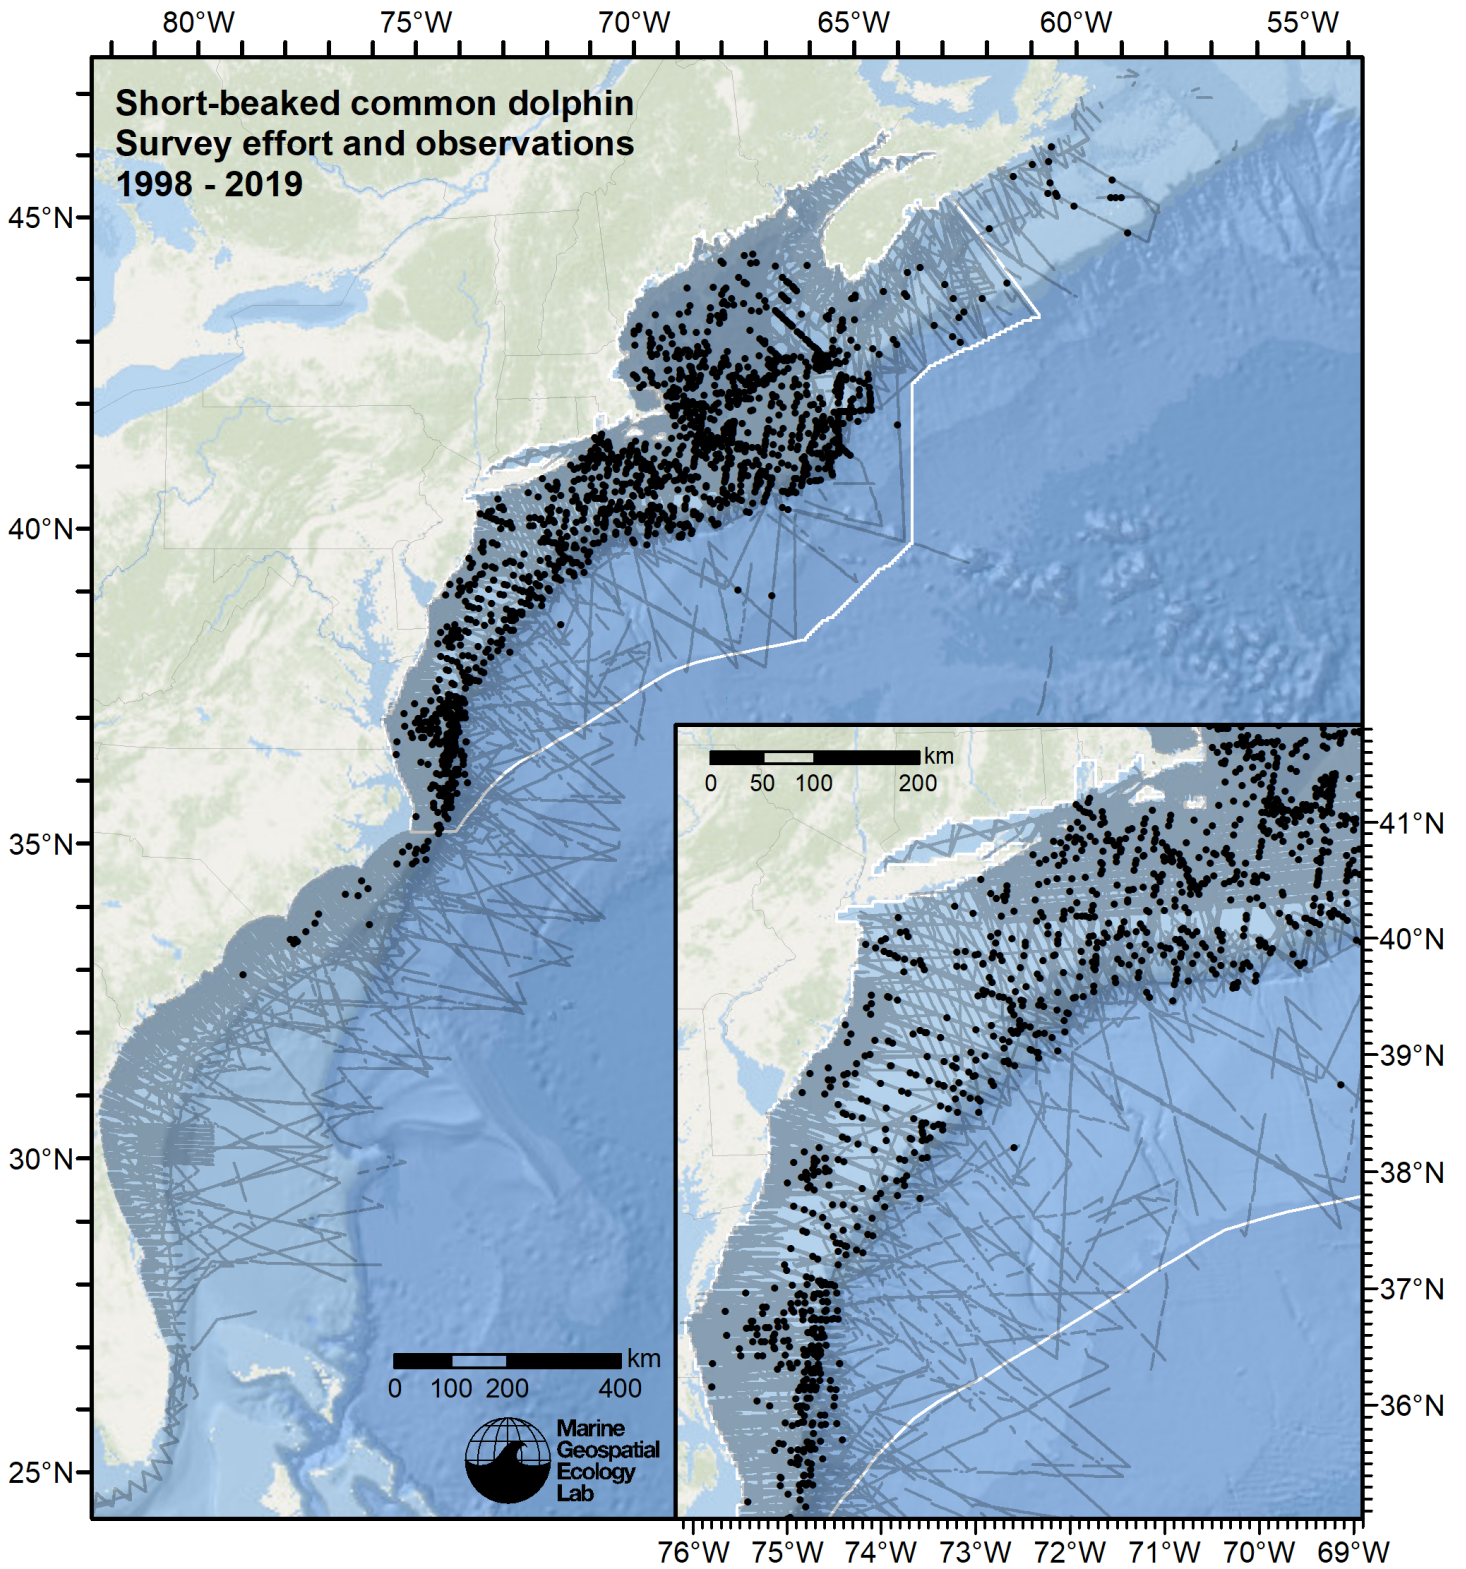 80°W 75°W 70°W 65°W 60°W 55°W
Short-beaked common dolphin
Survey effort and observations
1998 - 2019
45°N
40°N
35°N
30°N
25°N
km
0 50 100 200
41°N
40°N
39°N
38°N
37°N
36°N
km
0 100 200 400
Marine
Geospatial
Ecology
Lab
76°W 75°W 74°W 73°W 72°W 71°W 70°W 69°W